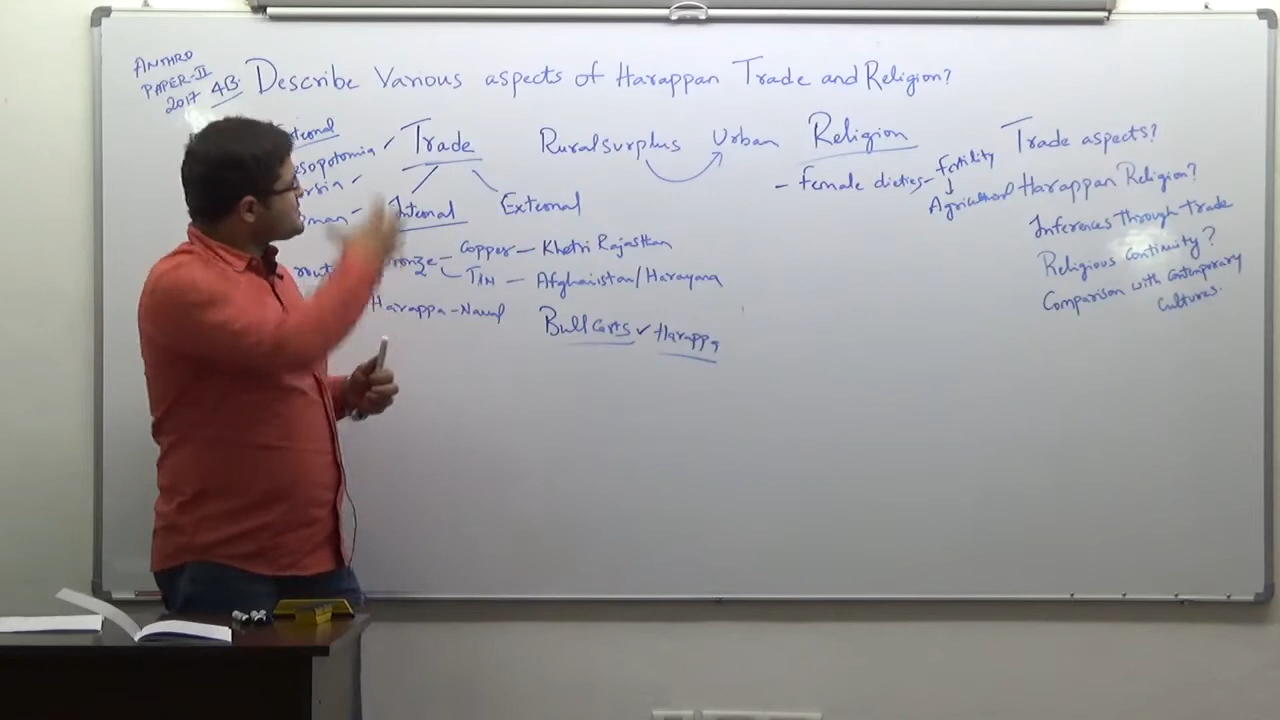 ANTHRO
PAPER-II
2017 4B. Describe Various aspects of Harappan Trade and Religion?
Trade
Internal
External
Rural surplus Urban
Copper - Khetri Rajasthan
TIN - Afghanistan/Harayana
Harappa - Naval
Bull Carts ✓ Harappa
Religion
- female dieties - fertility
Agricultural
Trade aspects?
Harappan Religion?
Inferences through trade
Religious continuity?
Comparison with contemporary
cultures.